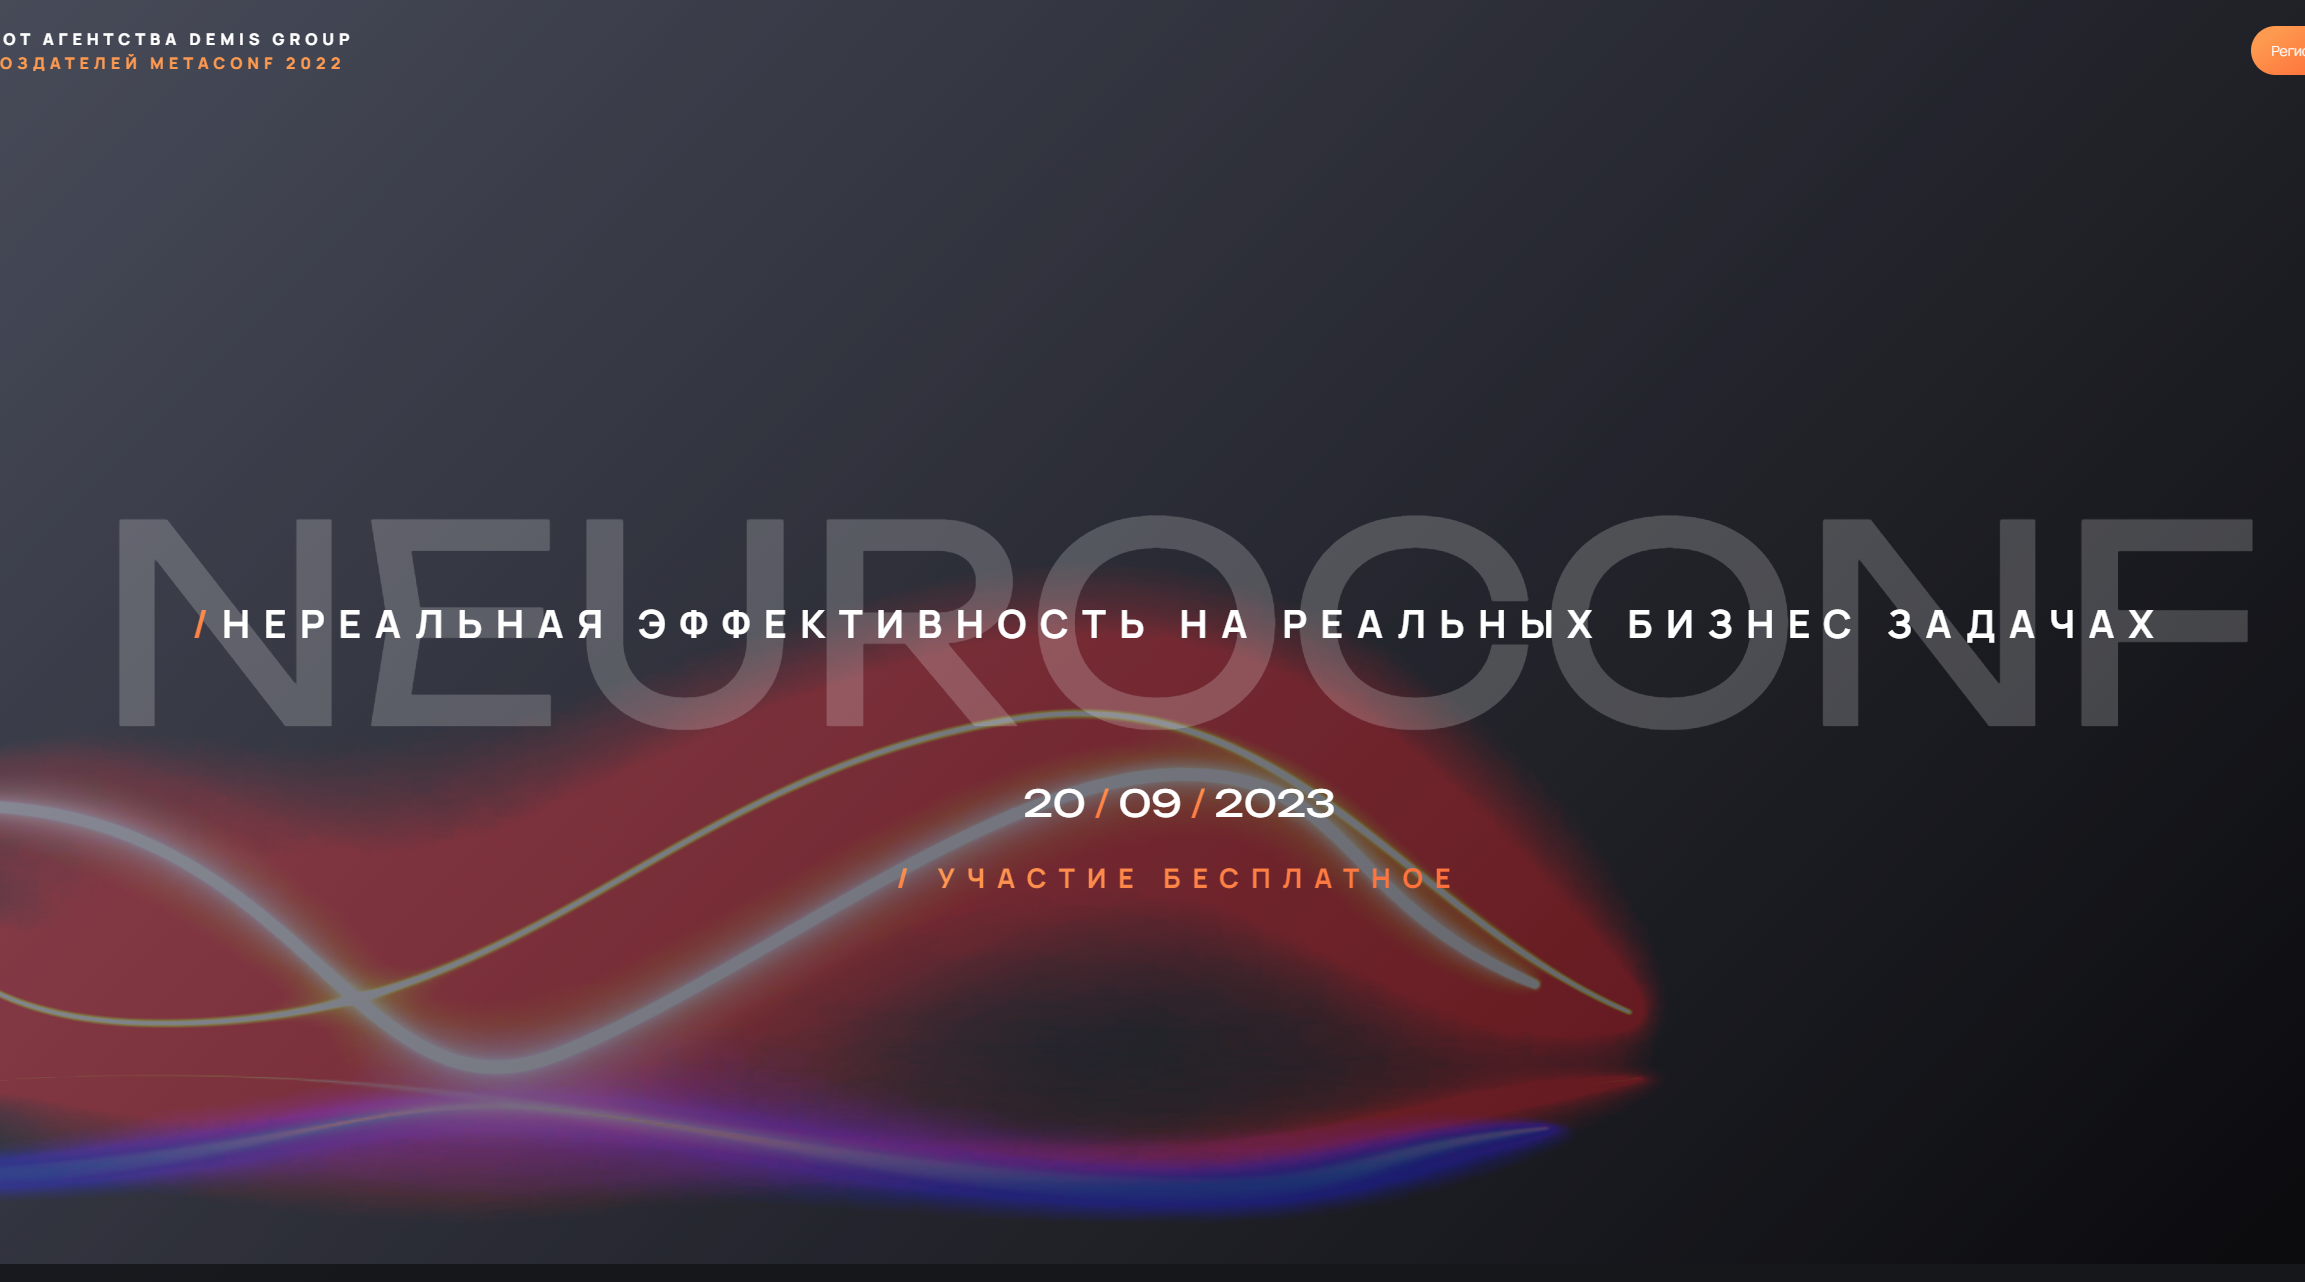 ОТ АГЕНТСТВА DEMIS GROUP
ОЗДАТЕЛЕЙ METACONF 2022
NEUROCONF
/ НЕРЕАЛЬНАЯ ЭФФЕКТИВНОСТЬ НА РЕАЛЬНЫХ БИЗНЕС ЗАДАЧАХ
20 / 09 / 2023
/ УЧАСТИЕ БЕСПЛАТНОЕ